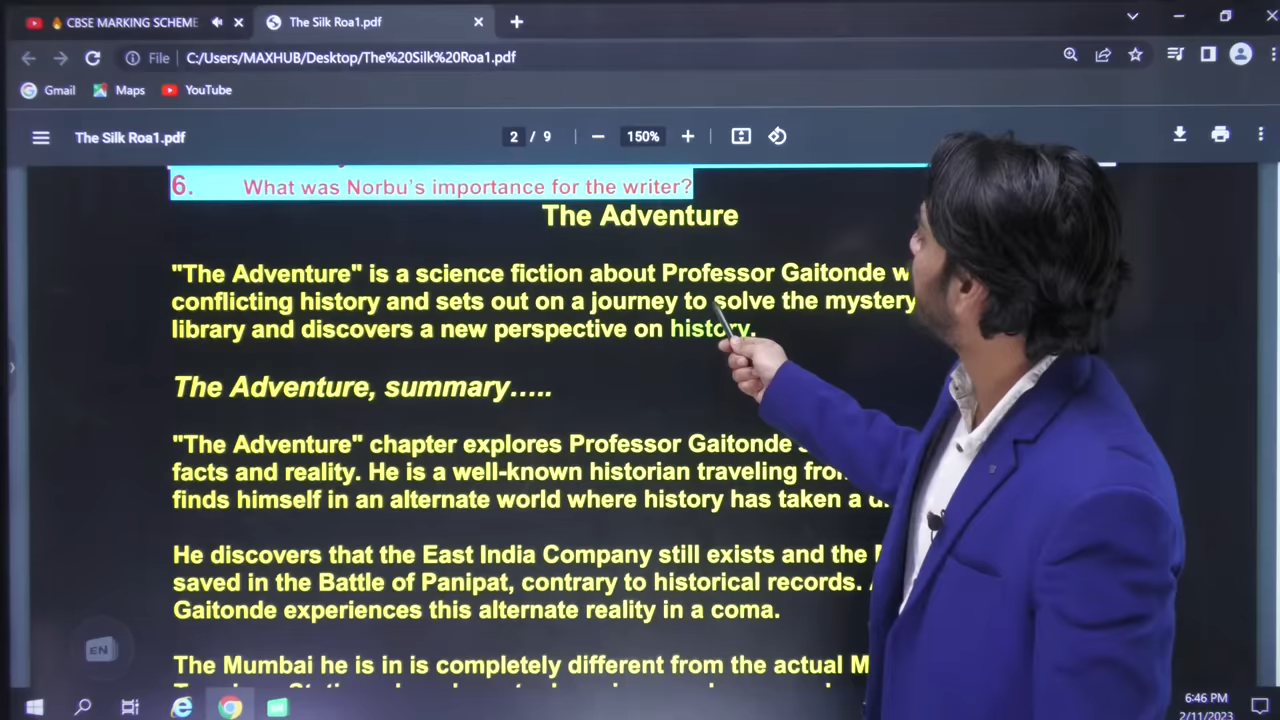 🔥 CBSE MARKING SCHEME
The Silk Roa1.pdf
File C:/Users/MAXHUB/Desktop/The%20Silk%20Roa1.pdf
Gmail Maps YouTube
The Silk Roa1.pdf 2 / 9 150%
6. What was Norbu's importance for the writer?
The Adventure
"The Adventure" is a science fiction about Professor Gaitonde
conflicting history and sets out on a journey to solve the mystery
library and discovers a new perspective on history.
The Adventure, summary.....
"The Adventure" chapter explores Professor Gaitonde
facts and reality. He is a well-known historian traveling
finds himself in an alternate world where history has taken a
He discovers that the East India Company still exists and the
saved in the Battle of Panipat, contrary to historical records.
Gaitonde experiences this alternate reality in a coma.
The Mumbai he is in is completely different from the actual
EN
6:46 PM
2/11/2023